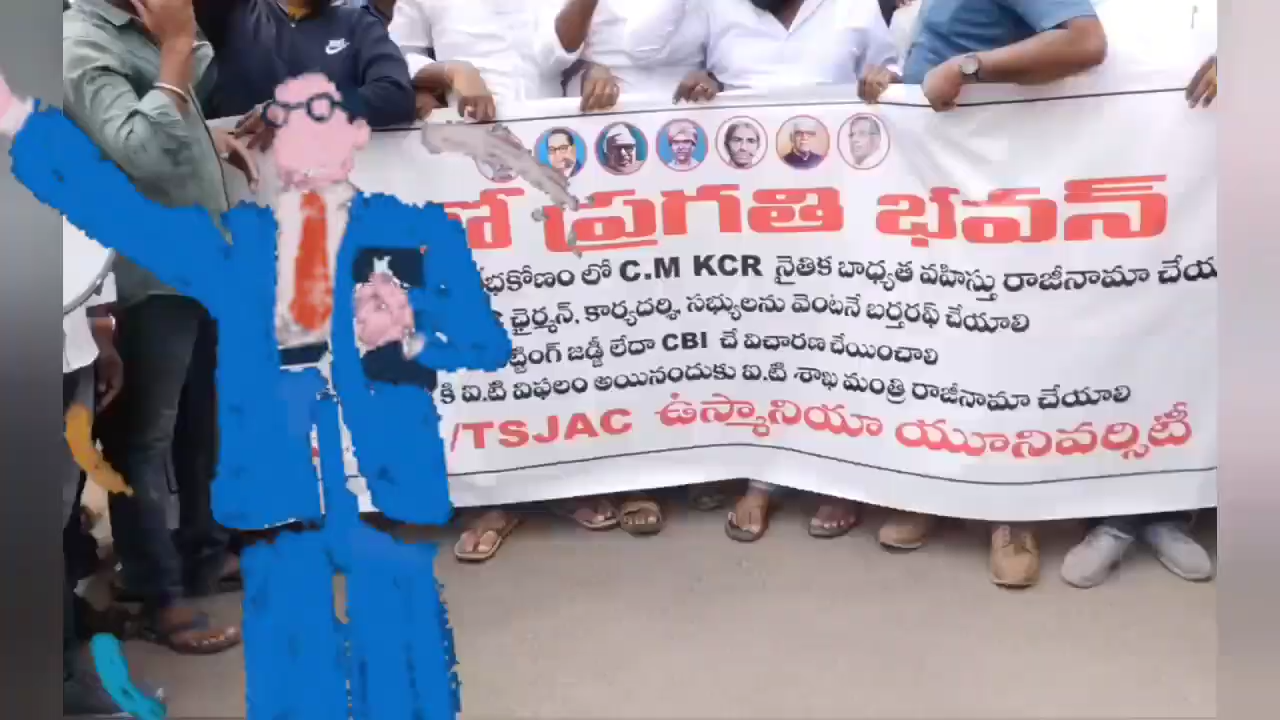 ప్రగతి భవన్
లో C.M KCR నైతిక బాధ్యత వహిస్తు రాజీనామా
ఛైర్మన్, కార్యదర్శి, సభ్యులను వెంటనే బర్తరఫ్ చేయాలి
జడ్జీ లేదా CBI చే విచారణ చేయించాలి
కి ఐ.టి విఫలం అయినందుకు ఐ.టి శాఖ మంత్రి రాజీనామా చేయాలి
/TSJAC ఉస్మానియా యూనివర్సిటీ